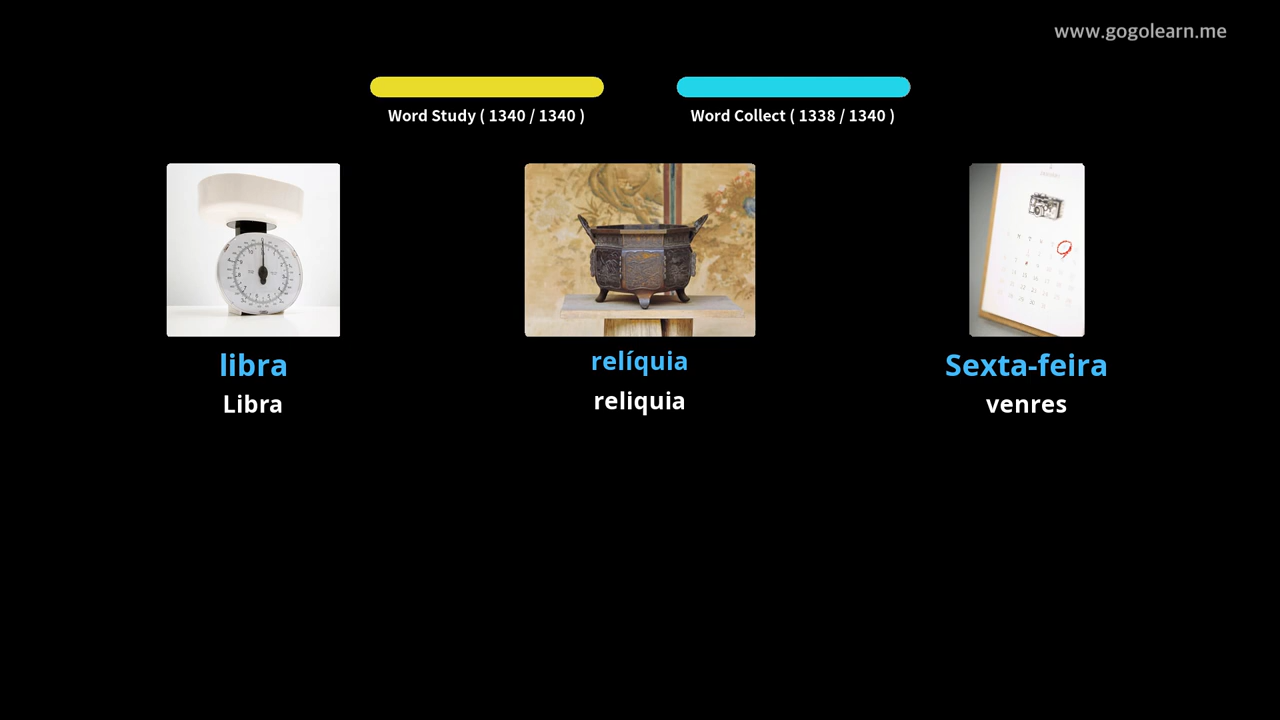 www.gogolearn.me
Word Study ( 1340 / 1340 )
Word Collect ( 1338 / 1340 )
libra
Libra
relíquia
reliquia
Sexta-feira
venres